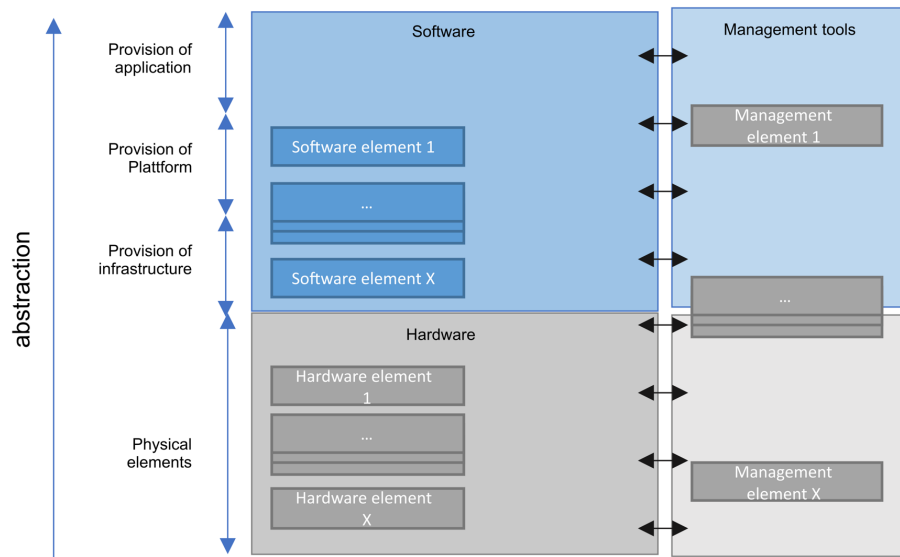 abstraction
Provision of
application
Provision of
Plattform
Provision of
infrastructure
Physical
elements
Software
Software element 1
...
Software element X
Hardware
Hardware element
1
...
Hardware element
X
Management tools
Management
element 1
...
Management
element X